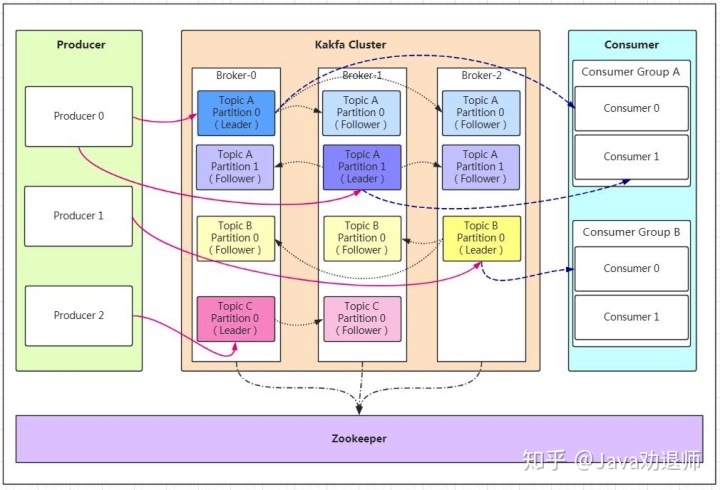 Producer
Producer 0
Producer 1
Producer 2
Kakfa Cluster
Broker-0
Topic A
Partition 0
( Leader )
Topic A
Partition 1
( Follower )
Topic B
Partition 0
( Follower )
Topic C
Partition 0
( Leader )
Broker-1
Topic A
Partition 0
( Follower )
Topic A
Partition 1
( Leader )
Topic B
Partition 0
( Follower )
Topic C
Partition 0
( Follower )
Broker-2
Topic A
Partition 0
( Follower )
Topic A
Partition 1
( Follower )
Topic B
Partition 0
( Leader )
Consumer
Consumer Group A
Consumer 0
Consumer 1
Consumer Group B
Consumer 0
Consumer 1
Zookeeper
知乎 @Java劝退师